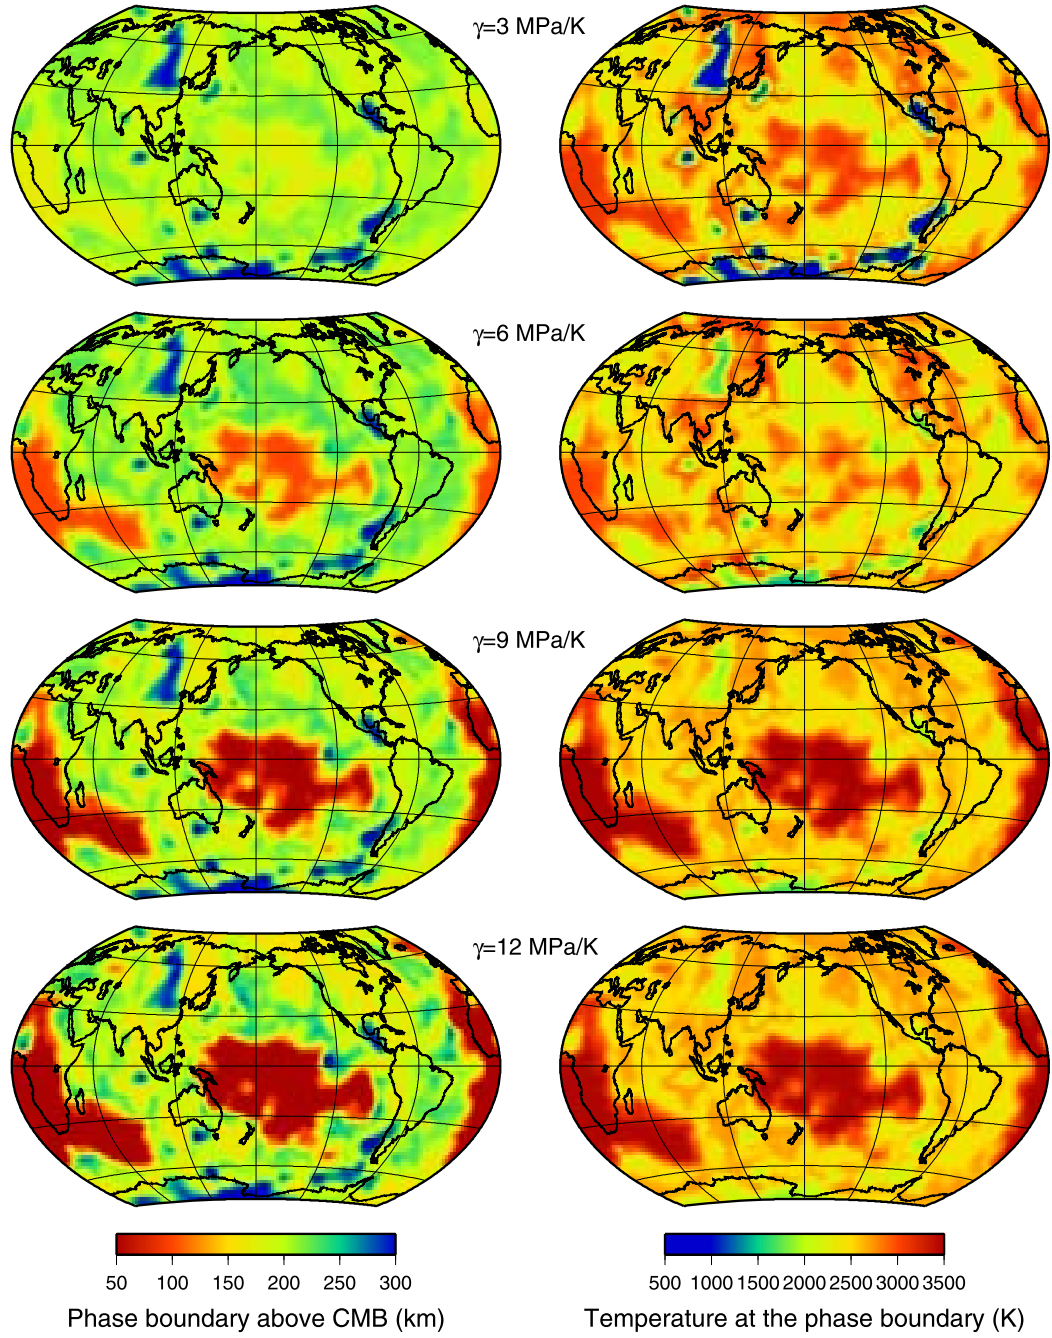 γ=3 MPa/K
γ=6 MPa/K
γ=9 MPa/K
γ=12 MPa/K
50 100 150 200 250 300
Phase boundary above CMB (km)
500 1000 1500 2000 2500 3000 3500
Temperature at the phase boundary (K)